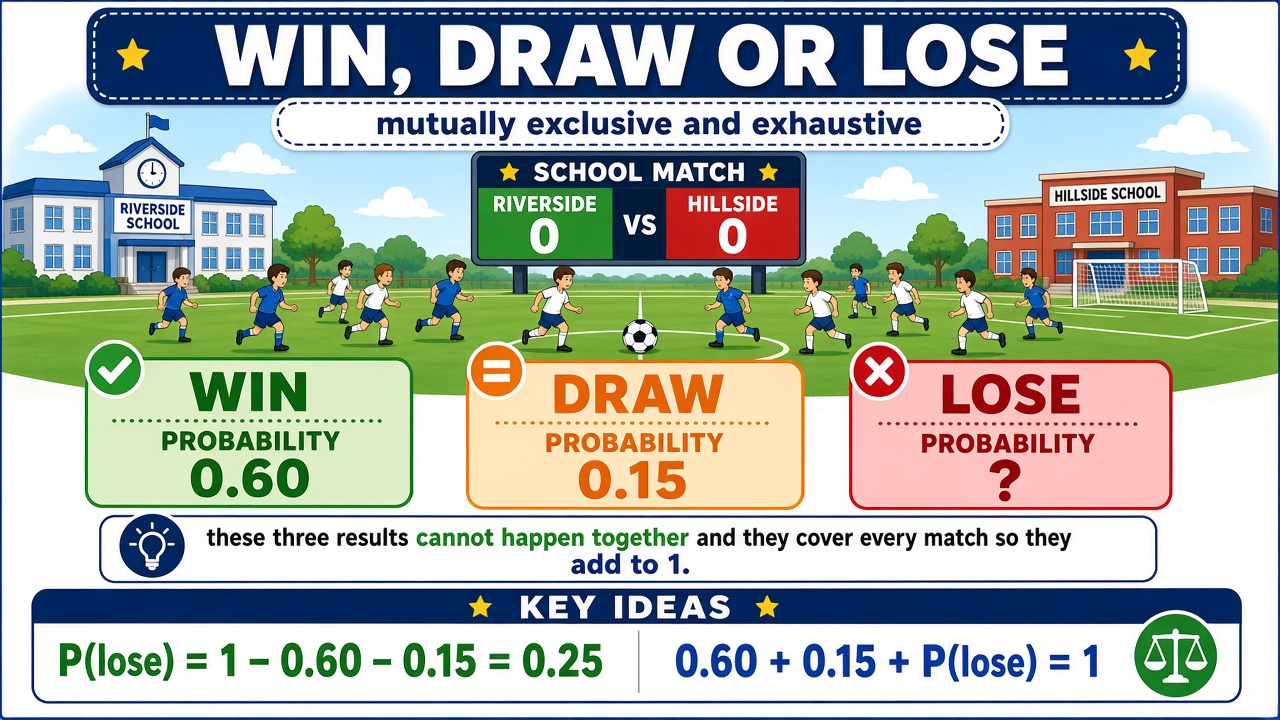 WIN, DRAW OR LOSE
mutually exclusive and exhaustive
SCHOOL MATCH
RIVERSIDE
0
VS
HILLSIDE
0
RIVERSIDE
SCHOOL
HILLSIDE SCHOOL
WIN
PROBABILITY
0.60
DRAW
PROBABILITY
0.15
LOSE
PROBABILITY
?
these three results cannot happen together and they cover every match so they
add to 1.
KEY IDEAS
P(lose) = 1 − 0.60 − 0.15 = 0.25
0.60 + 0.15 + P(lose) = 1